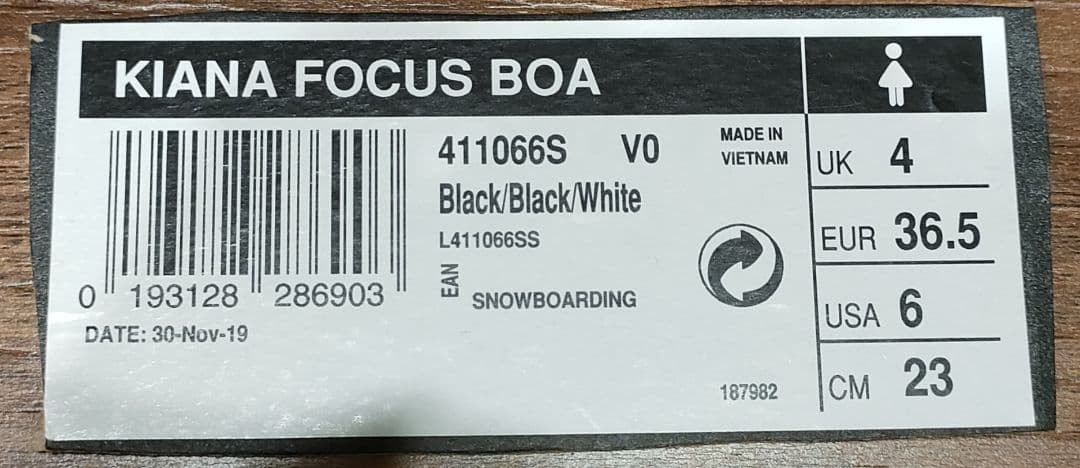 KIANA FOCUS BOA
411066S V0
MADE IN
VIETNAM
Black/Black/White
L411066SS
EAN
SNOWBOARDING
0 193128 286903
DATE: 30-Nov-19
187982
UK 4
EUR 36.5
USA 6
CM 23